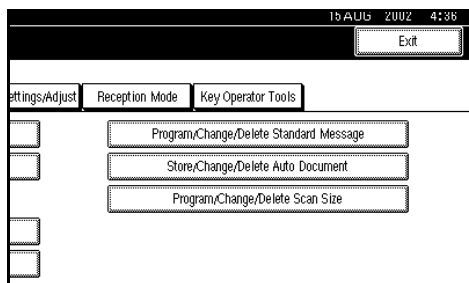 15 AUG 2002 4:36
Exit
ettings/Adjust Reception Mode Key Operator Tools
Program/Change/Delete Standard Message
Store/Change/Delete Auto Document
Program/Change/Delete Scan Size